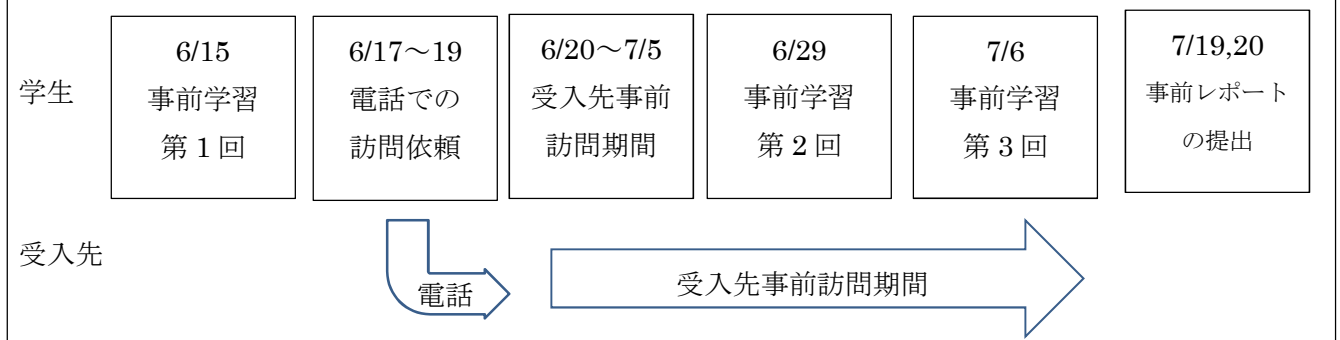 学生
6/15
事前学習
第1回
6/17～19
電話での
訪問依頼
6/20～7/5
受入先事前
訪問期間
6/29
事前学習
第2回
7/6
事前学習
第3回
7/19,20
事前レポート
の提出
受入先
電話
受入先事前訪問期間